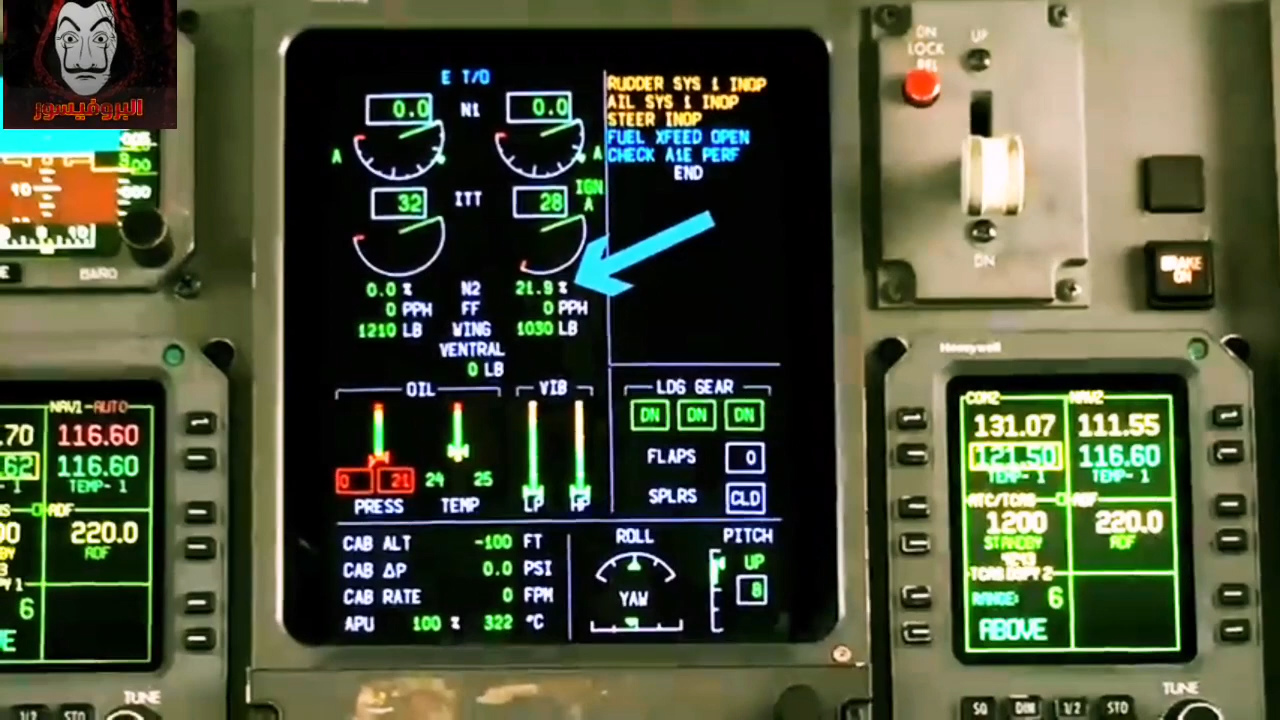 البروفيسور
BARO
NAV1-AUTO
116.60
116.60
TEMP- 1
ADF
220.0
ADF
6
TUNE
1/2 STO
E T/O
0.0 N1 0.0
A A
IGN
32 ITT 28 A
0.0 % N2 21.9 %
0 PPH FF 0 PPH
1210 LB WING 1030 LB
VENTRAL
0 LB
RUDDER SYS 1 INOP
AIL SYS 1 INOP
STEER INOP
FUEL XFEED OPEN
CHECK A1E PERF
END
OIL VIB
0 21 24 25
PRESS TEMP LP HP
LDG GEAR
DN DN DN
FLAPS 0
SPLRS CLD
CAB ALT -100 FT
CAB ΔP 0.0 PSI
CAB RATE 0 FPM
APU 100 % 322 °C
ROLL PITCH
UP
8
YAW
DN
LOCK
REL
UP
DN
BRAKE
ON
Honeywell
COM2 NAV2
131.07 111.55
121.50 116.60
TEMP- 1 TEMP- 1
ATC/TCAS ADF
1200 220.0
STANDBY ADF
TCAS DSPY 2
RANGE: 6
ABOVE
TUNE
SQ DIM 1/2 STO